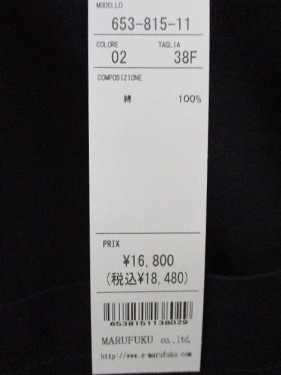 MODELLO
653-815-11
COLORE TAGLIA
02 38F
COMPOSIZIONE
綿 100%
PRIX
¥16,800
(税込¥18,480)
6538151138029
MARUFUKU co.,ltd.
http://www.e-marufuku.com/